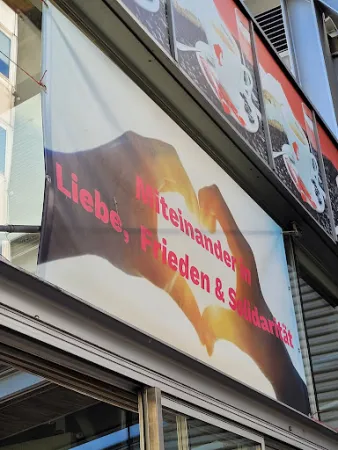 Miteinander in
Liebe, Frieden & Solidarität